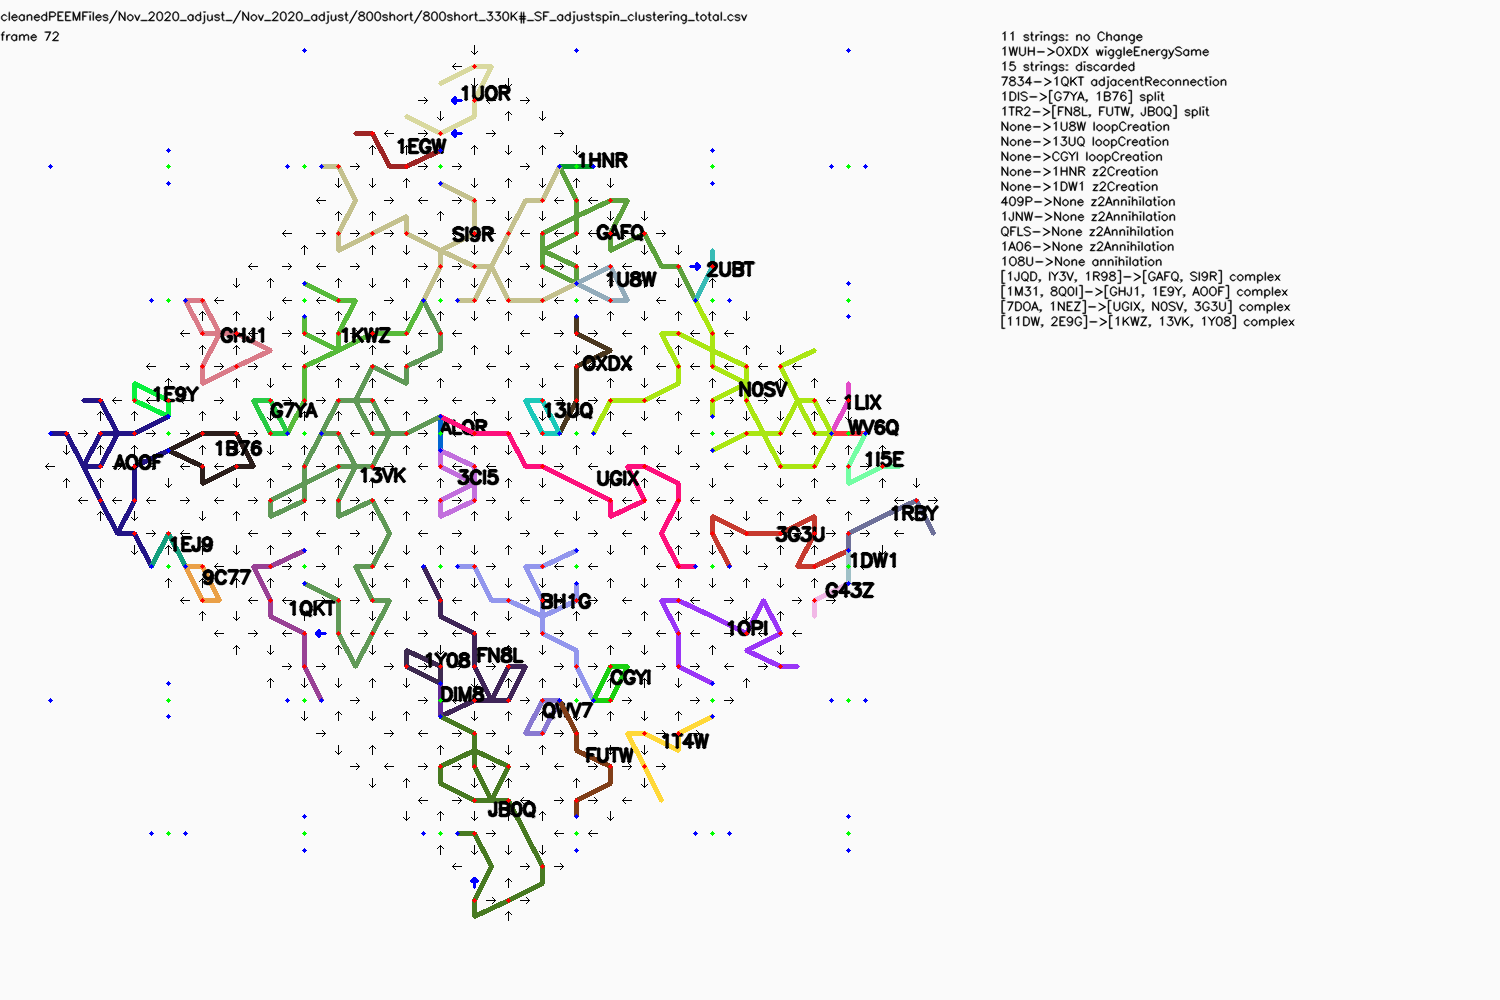 cleanedPEEMFiles/Nov_2020_adjust_/Nov_2020_adjust/800short/800short_330K#_SF_adjustspin_clustering_total.csv
frame 72
11 strings: no Change
1WUH->OXDX wiggleEnergySame
15 strings: discarded
7834->1QKT adjacentReconnection
1DIS->[G7YA, 1B76] split
1TR2->[FN8L, FUTW, JB0Q] split
None->1U8W loopCreation
None->13UQ loopCreation
None->CGYI loopCreation
None->1HNR z2Creation
None->1DW1 z2Creation
409P->None z2Annihilation
1JNW->None z2Annihilation
QFLS->None z2Annihilation
1A06->None z2Annihilation
1O8U->None annihilation
[1JQD, IY3V, 1R98]->[GAFQ, SI9R] complex
[1M31, 8QOI]->[GHJ1, 1E9Y, AOOF] complex
[7DOA, 1NEZ]->[UGIX, N0SV, 3G3U] complex
[11DW, 2E9G]->[1KWZ, 13VK, 1Y08] complex
1UOR
1EGW
1HNR
SI9R
GAFQ
2UBT
1U8W
GHJ1
1KWZ
OXDX
N0SV
1E9Y
G7YA
13UQ
1LIX
ALQR
WV6Q
1B76
AOOF
1I5E
13VK
3CI5
UGIX
1RBY
3G3U
1EJ9
1DW1
9C77
G43Z
1QKT
BH1G
1QPI
1Y08
FN8L
CGYI
DIM8
QWV7
1T4W
FUTW
JB0Q